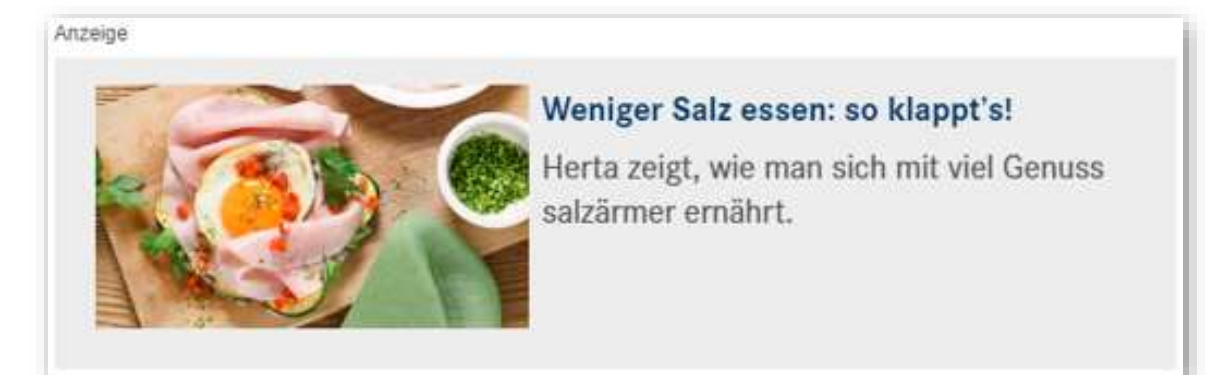 Anzeige
Weniger Salz essen: so klappt's!
Herta zeigt, wie man sich mit viel Genuss
salzärmer ernährt.